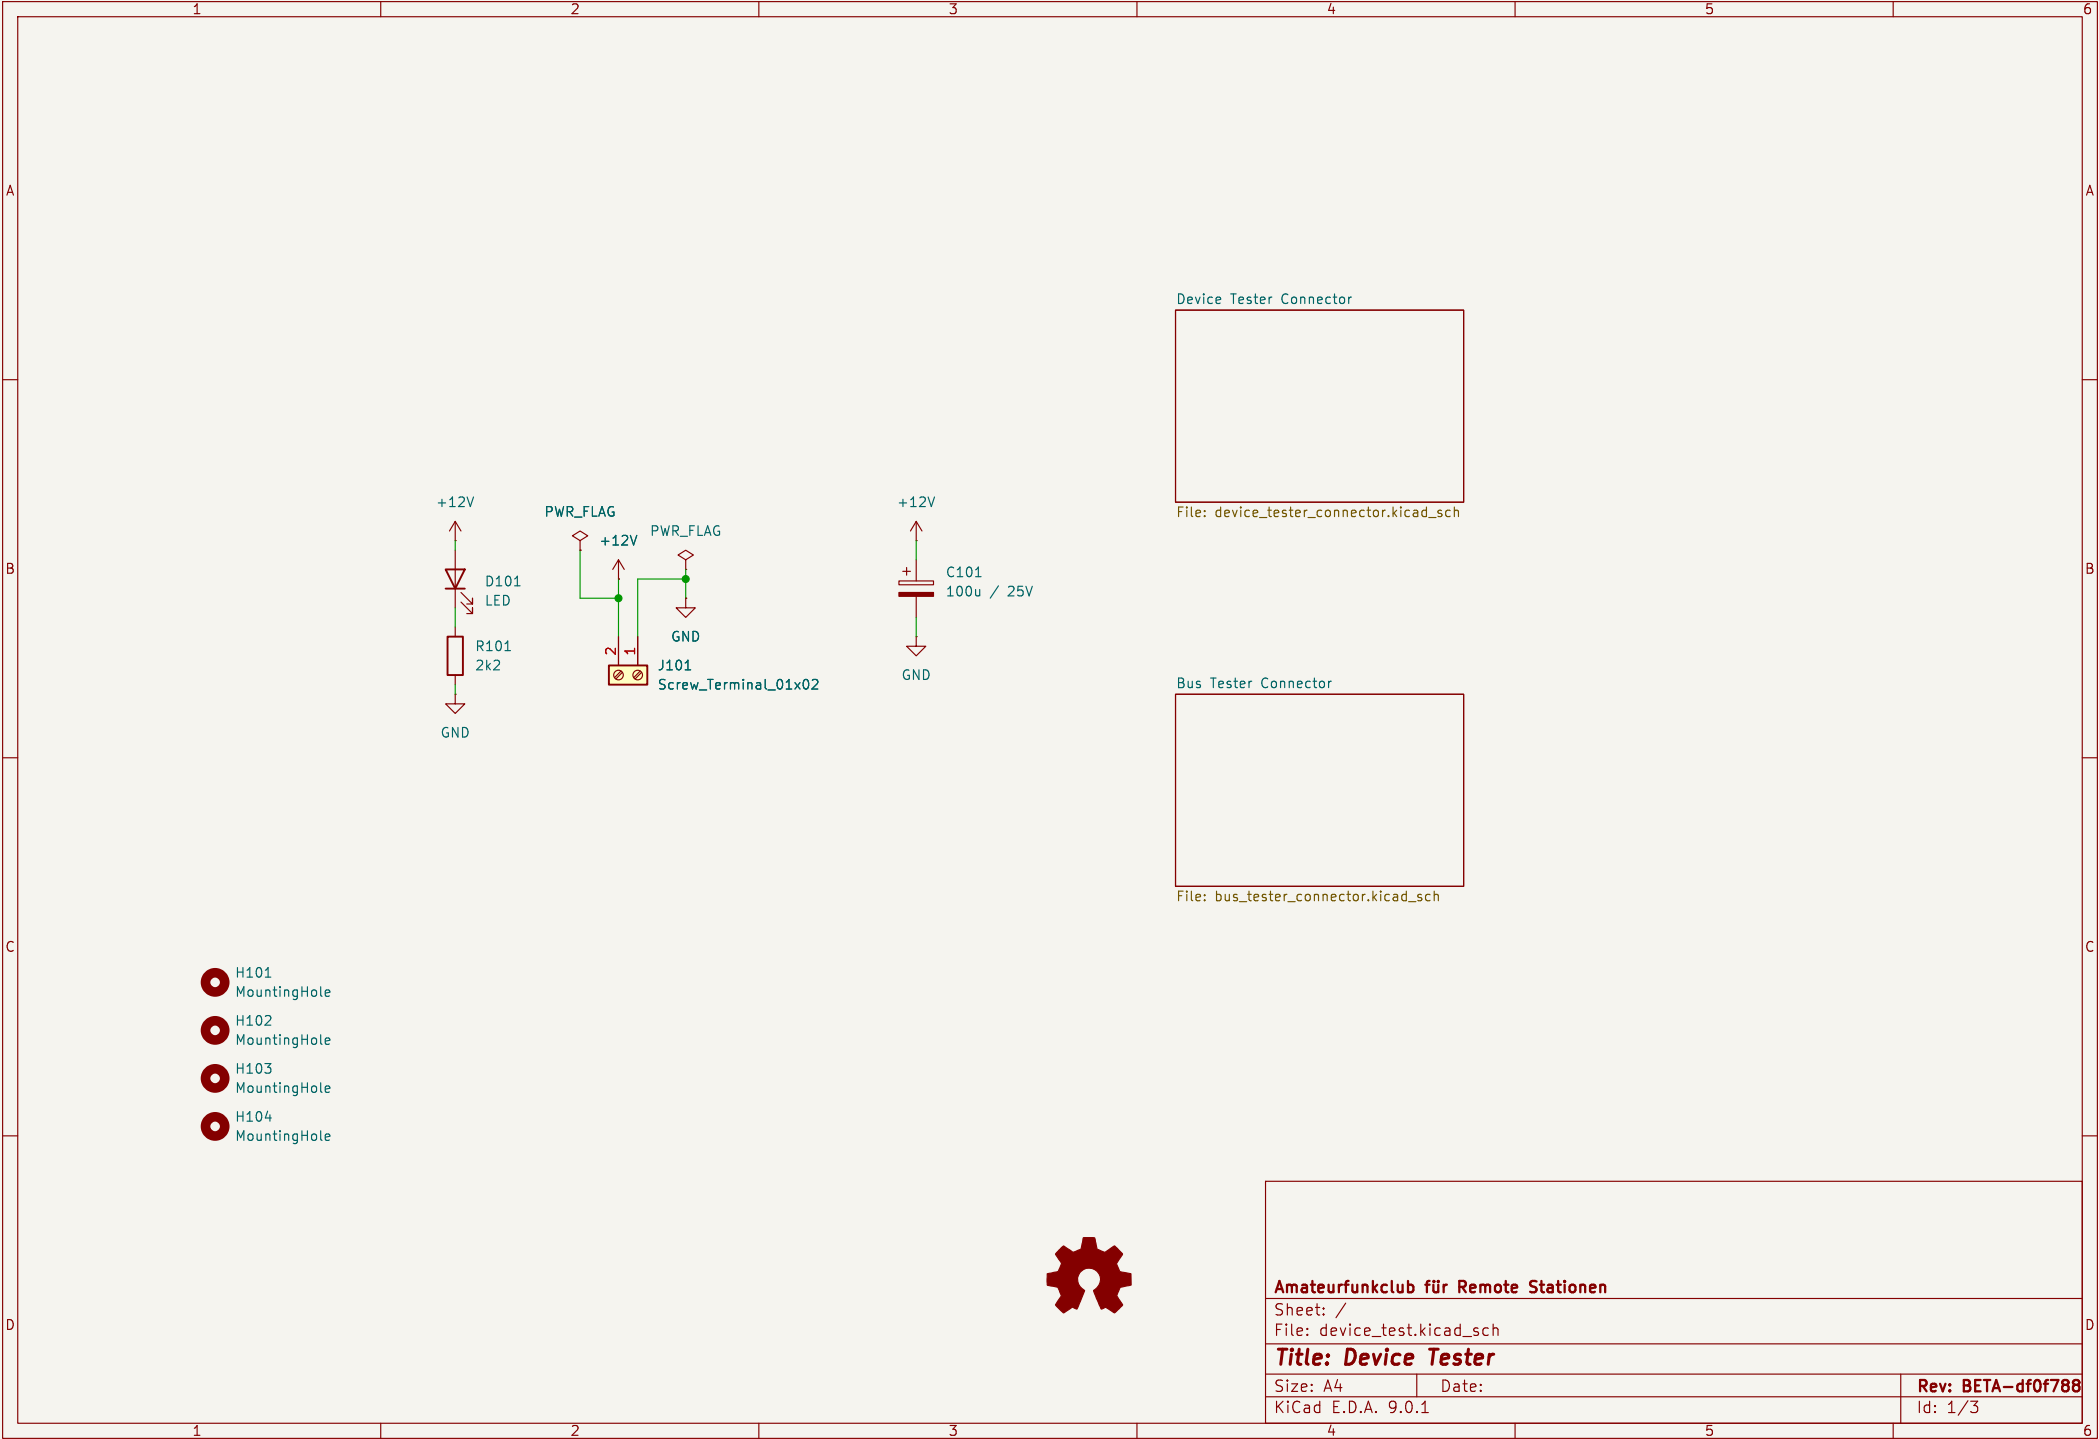 1 2 3 4 5 6
A A
Device Tester Connector
File: device_tester_connector.kicad_sch
+12V
PWR_FLAG
+12V
PWR_FLAG
+12V
B B
D101
LED
R101
2k2
GND
2 1
GND
J101
Screw_Terminal_01x02
+
C101
100u / 25V
GND
Bus Tester Connector
File: bus_tester_connector.kicad_sch
C C
H101
MountingHole
H102
MountingHole
H103
MountingHole
H104
MountingHole
D D
Amateurfunkclub für Remote Stationen
Sheet: /
File: device_test.kicad_sch
Title: Device Tester
Size: A4 Date: Rev: BETA-df0f788
KiCad E.D.A. 9.0.1 Id: 1/3
1 2 3 4 5 6